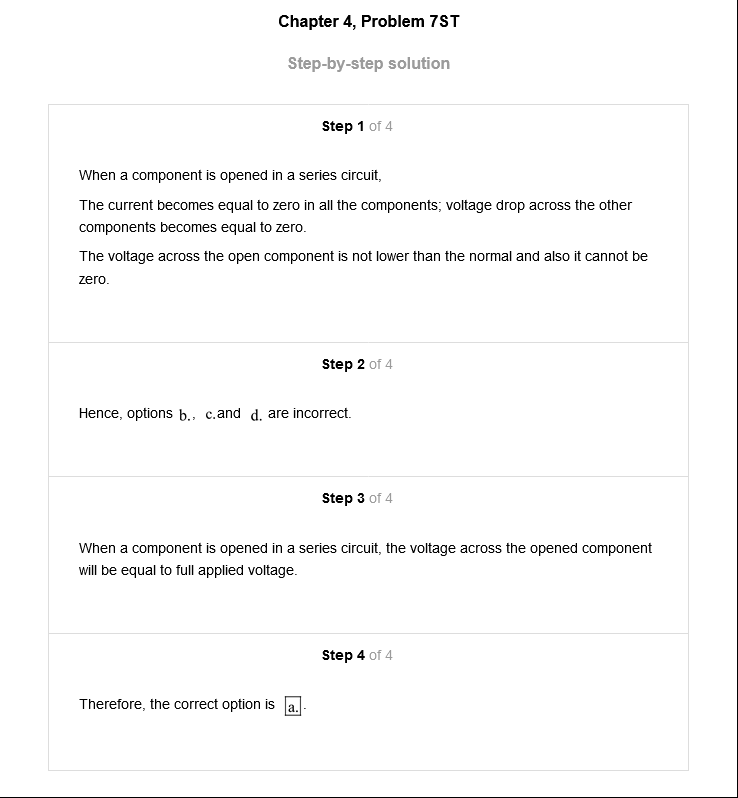 Chapter 4, Problem 7ST
Step-by-step solution
Step 1 of 4
When a component is opened in a series circuit,
The current becomes equal to zero in all the components; voltage drop across the other
components becomes equal to zero.
The voltage across the open component is not lower than the normal and also it cannot be
zero.
Step 2 of 4
Hence, options b., c.and d. are incorrect.
Step 3 of 4
When a component is opened in a series circuit, the voltage across the opened component
will be equal to full applied voltage.
Step 4 of 4
Therefore, the correct option is a..